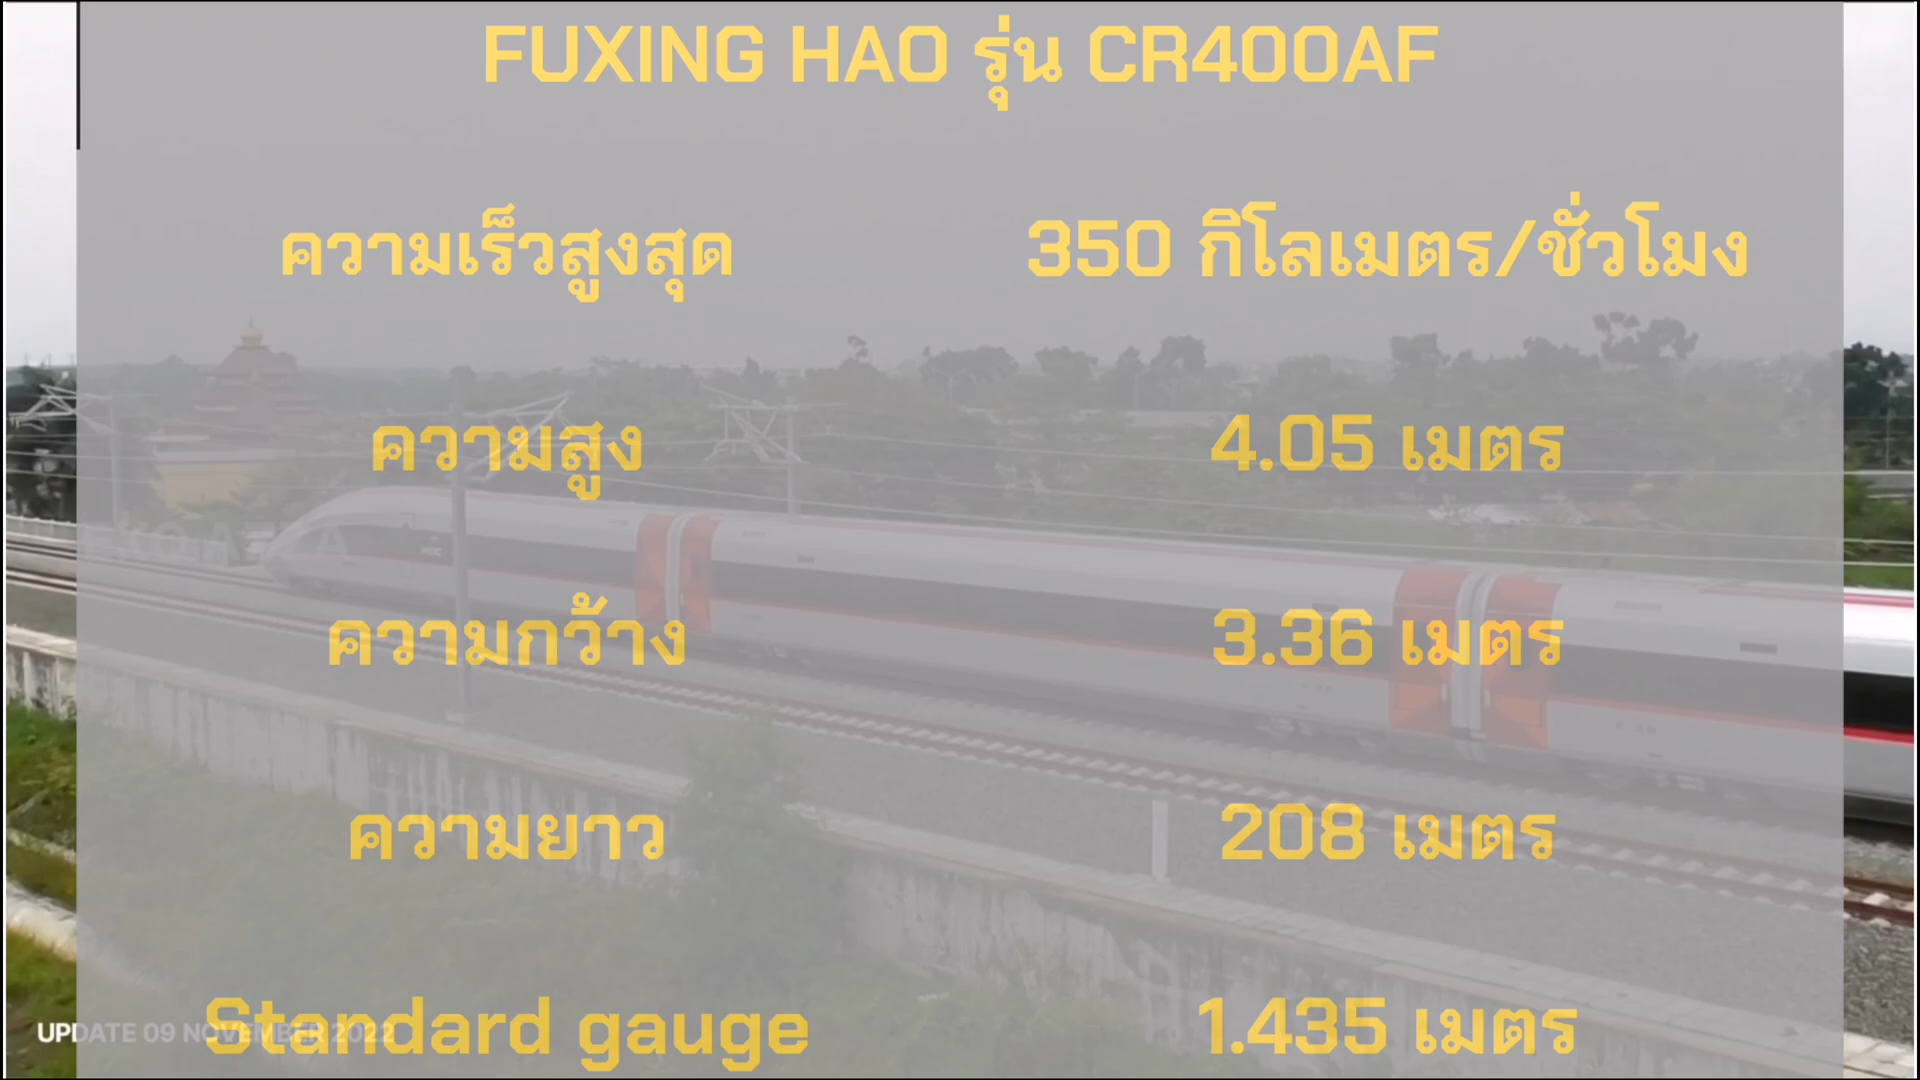 FUXING HAO รุ่น CR400AF
ความเร็วสูงสุด 350 กิโลเมตร/ชั่วโมง
ความสูง 4.05 เมตร
ความกว้าง 3.36 เมตร
ความยาว 208 เมตร
Standard gauge 1.435 เมตร
UPDATE 09 NOVEMBER 2022